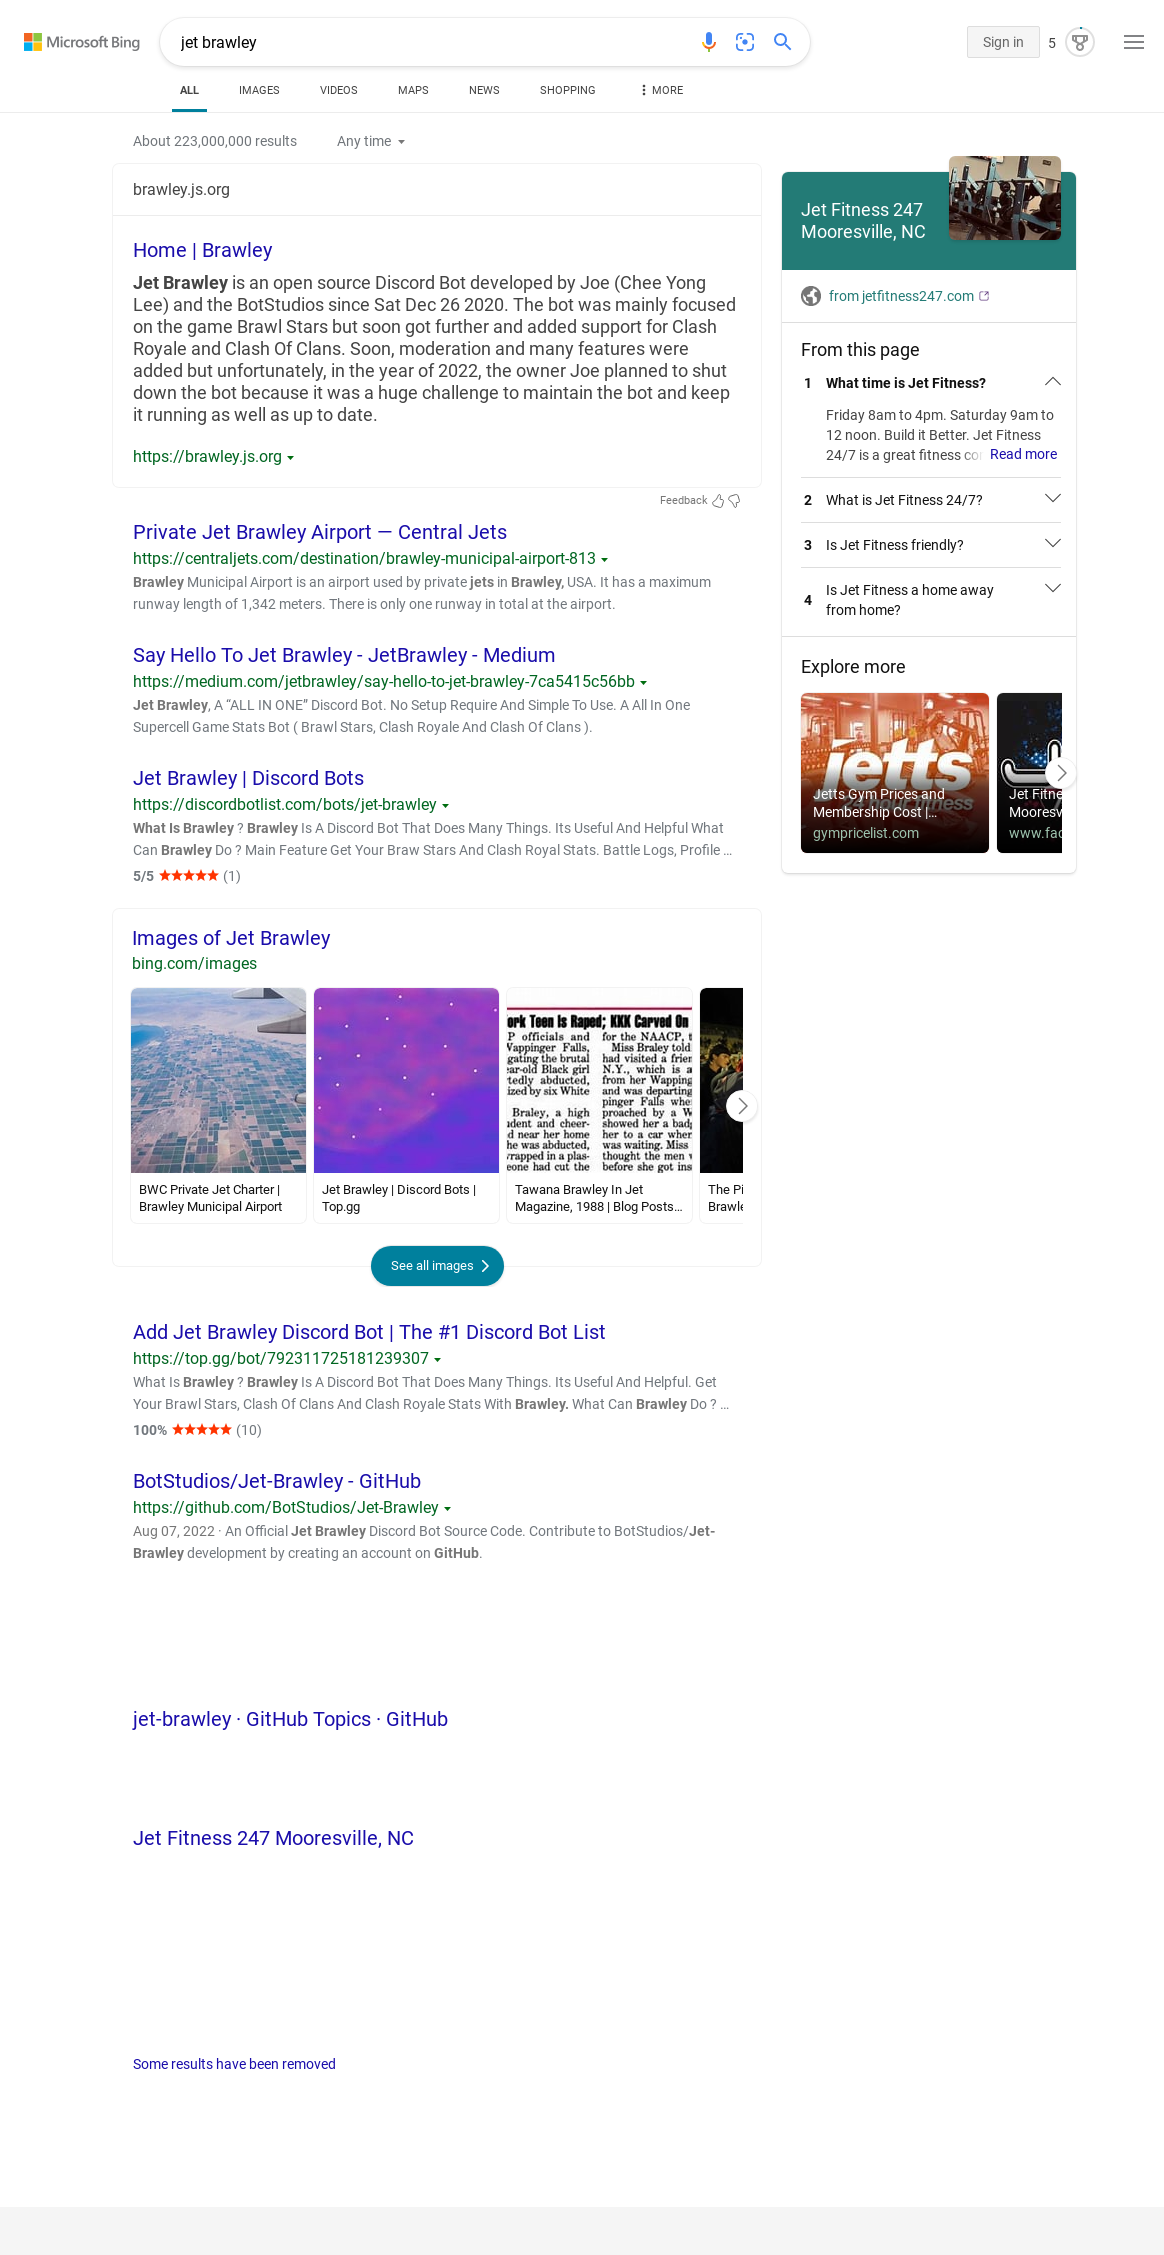 Microsoft Bing
jet brawley
Sign in
5
ALL
IMAGES
VIDEOS
MAPS
NEWS
SHOPPING
MORE
About 223,000,000 results
Any time
brawley.js.org
Home | Brawley
Jet Brawley is an open source Discord Bot developed by Joe (Chee Yong
Lee) and the BotStudios since Sat Dec 26 2020. The bot was mainly focused
on the game Brawl Stars but soon got further and added support for Clash
Royale and Clash Of Clans. Soon, moderation and many features were
added but unfortunately, in the year of 2022, the owner Joe planned to shut
down the bot because it was a huge challenge to maintain the bot and keep
it running as well as up to date.
https://brawley.js.org
Feedback
Private Jet Brawley Airport — Central Jets
https://centraljets.com/destination/brawley-municipal-airport-813
Brawley Municipal Airport is an airport used by private jets in Brawley, USA. It has a maximum
runway length of 1,342 meters. There is only one runway in total at the airport.
Say Hello To Jet Brawley - JetBrawley - Medium
https://medium.com/jetbrawley/say-hello-to-jet-brawley-7ca5415c56bb
Jet Brawley, A “ALL IN ONE” Discord Bot. No Setup Require And Simple To Use. A All In One
Supercell Game Stats Bot ( Brawl Stars, Clash Royale And Clash Of Clans ).
Jet Brawley | Discord Bots
https://discordbotlist.com/bots/jet-brawley
What Is Brawley ? Brawley Is A Discord Bot That Does Many Things. Its Useful And Helpful What
Can Brawley Do ? Main Feature Get Your Braw Stars And Clash Royal Stats. Battle Logs, Profile …
5/5 (1)
Images of Jet Brawley
bing.com/images
ork Teen Is Raped; KKK Carved On
P officials and
Wappinger Falls,
gating the brutal
ear-old Black girl
rtedly abducted,
ized by six White
Braley, a high
udent and cheer-
nd near her home
he was abducted,
wrapped in a plas-
eone had cut the
for the NAACP, t
Miss Braley told
had visited a frien
N.Y., which is a
from her Wapping
and was departing
pinger Falls whe
proached by a W
showed her a badg
her to a car when
was waiting. Miss
thought the men v
before she got ins
BWC Private Jet Charter |
Brawley Municipal Airport
Jet Brawley | Discord Bots |
Top.gg
Tawana Brawley In Jet
Magazine, 1988 | Blog Posts…
The Pi
Brawle
See all images
Add Jet Brawley Discord Bot | The #1 Discord Bot List
https://top.gg/bot/792311725181239307
What Is Brawley ? Brawley Is A Discord Bot That Does Many Things. Its Useful And Helpful. Get
Your Brawl Stars, Clash Of Clans And Clash Royale Stats With Brawley. What Can Brawley Do ? …
100% (10)
BotStudios/Jet-Brawley - GitHub
https://github.com/BotStudios/Jet-Brawley
Aug 07, 2022 · An Official Jet Brawley Discord Bot Source Code. Contribute to BotStudios/Jet-
Brawley development by creating an account on GitHub.
jet-brawley · GitHub Topics · GitHub
Jet Fitness 247 Mooresville, NC
Some results have been removed
Jet Fitness 247
Mooresville, NC
from jetfitness247.com
From this page
1 What time is Jet Fitness?
Friday 8am to 4pm. Saturday 9am to
12 noon. Build it Better. Jet Fitness
24/7 is a great fitness co Read more
2 What is Jet Fitness 24/7?
3 Is Jet Fitness friendly?
4 Is Jet Fitness a home away
from home?
Explore more
jetts
24 hour fitness
Jetts Gym Prices and
Membership Cost |…
gympricelist.com
Jet Fitne
Mooresv
www.fac